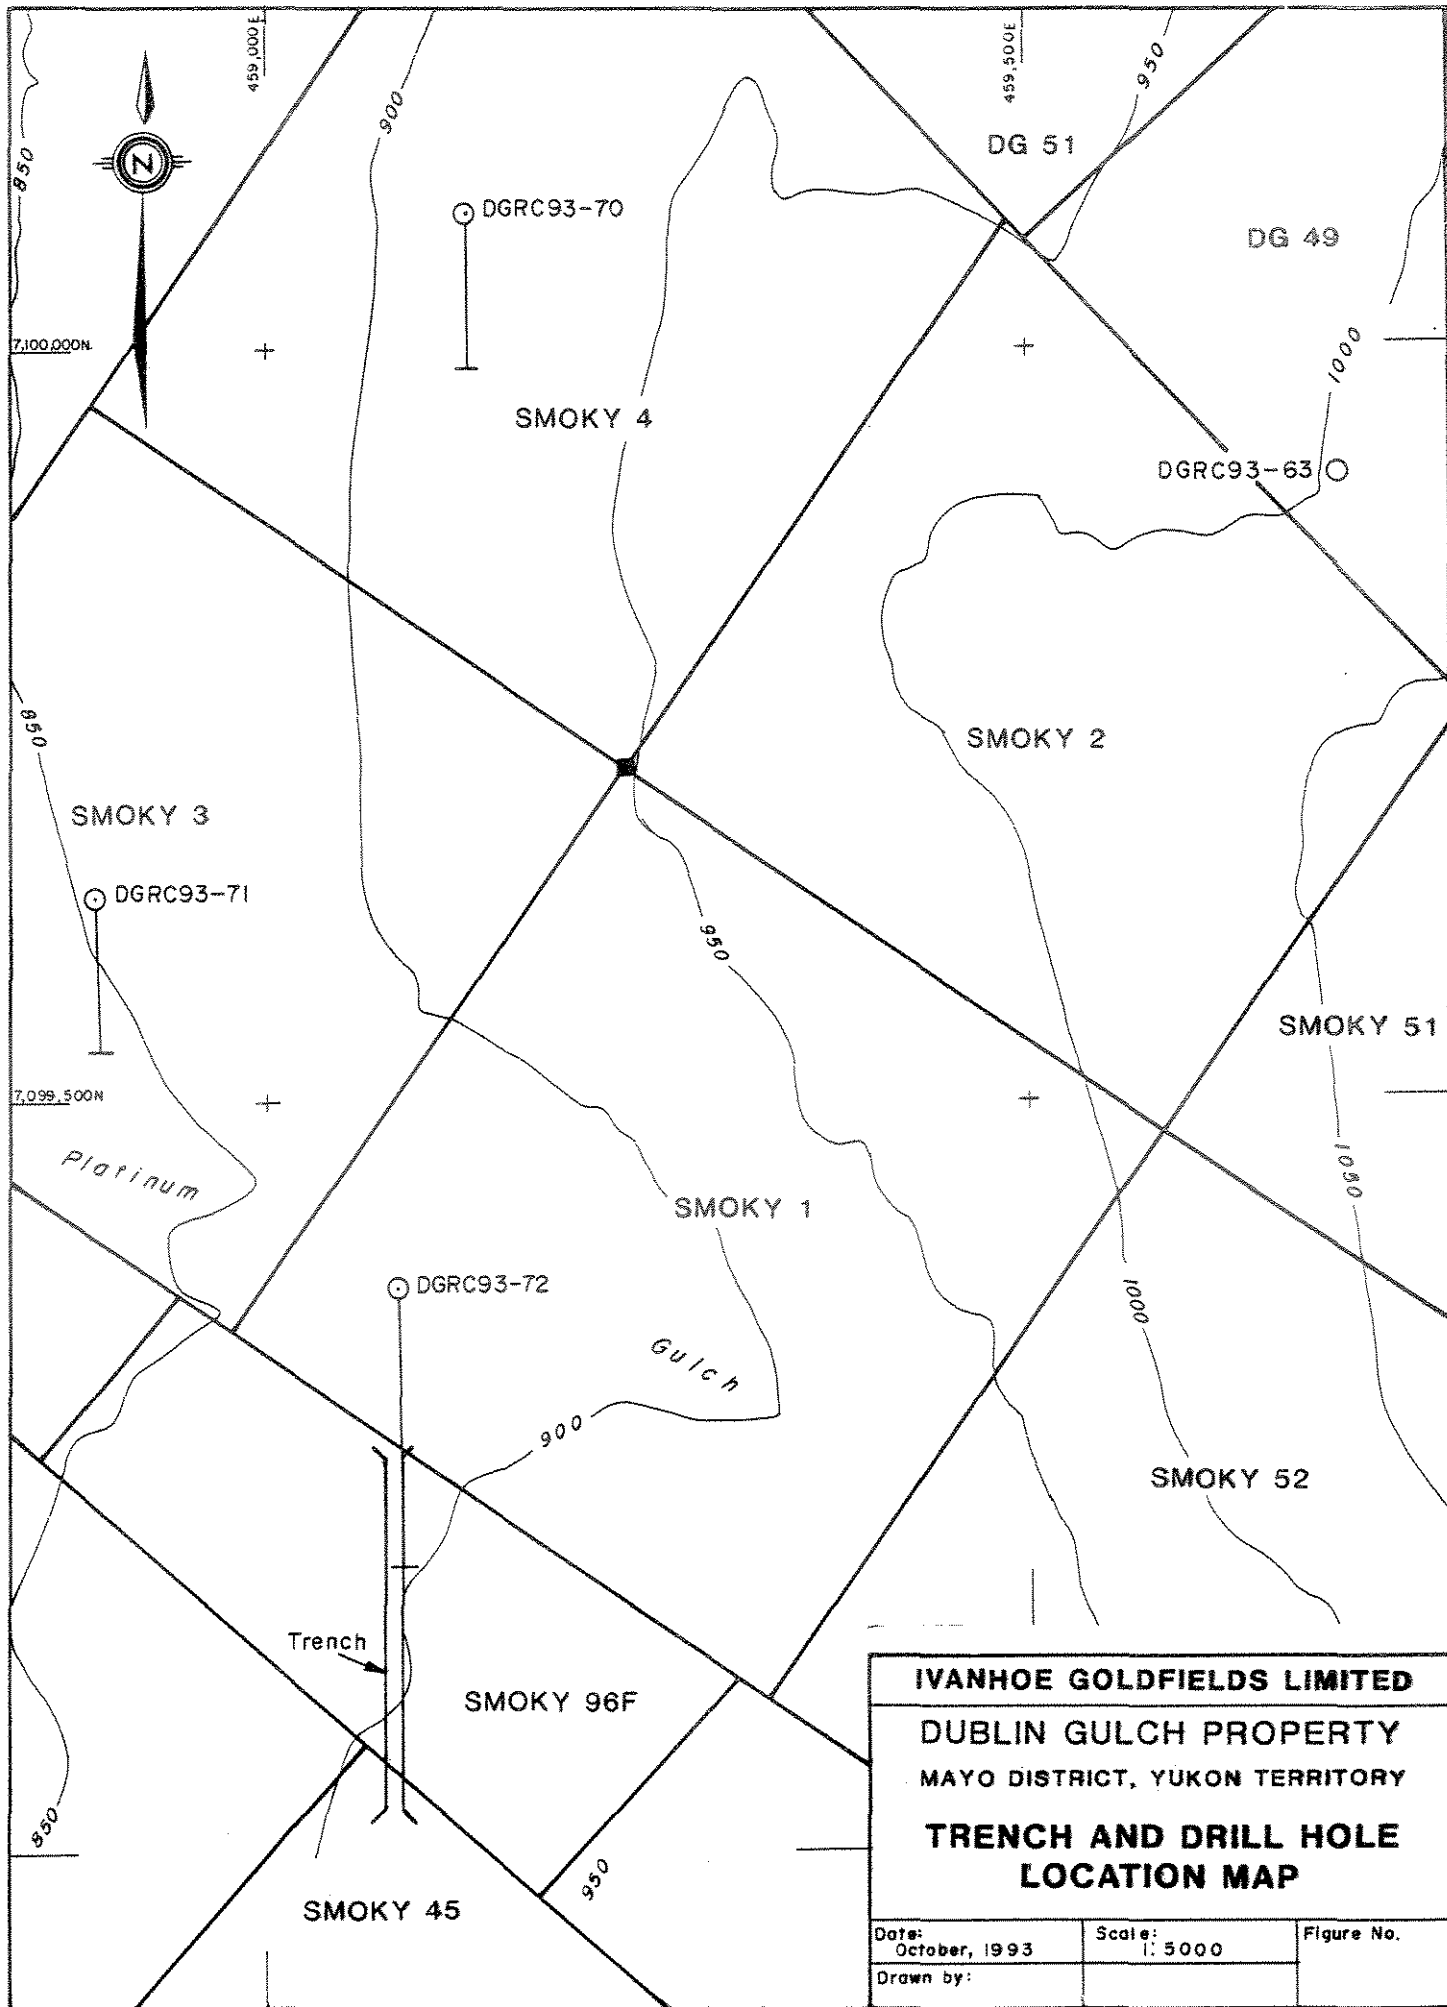 459,000E
459,500E
900
950
850
DG 51
N
DGRC93-70
DG 49
7,100,000N.
1000
SMOKY 4
DGRC93-63
850
SMOKY 2
SMOKY 3
DGRC93-71
950
SMOKY 51
7,099,500N
Platinum
1050
SMOKY 1
DGRC93-72
1000
Gulch
900
SMOKY 52
Trench
SMOKY 96F
850
950
SMOKY 45
IVANHOE GOLDFIELDS LIMITED
DUBLIN GULCH PROPERTY
MAYO DISTRICT, YUKON TERRITORY
TRENCH AND DRILL HOLE
LOCATION MAP
Date:
October, 1993
Scale:
1:5000
Figure No.
Drawn by: